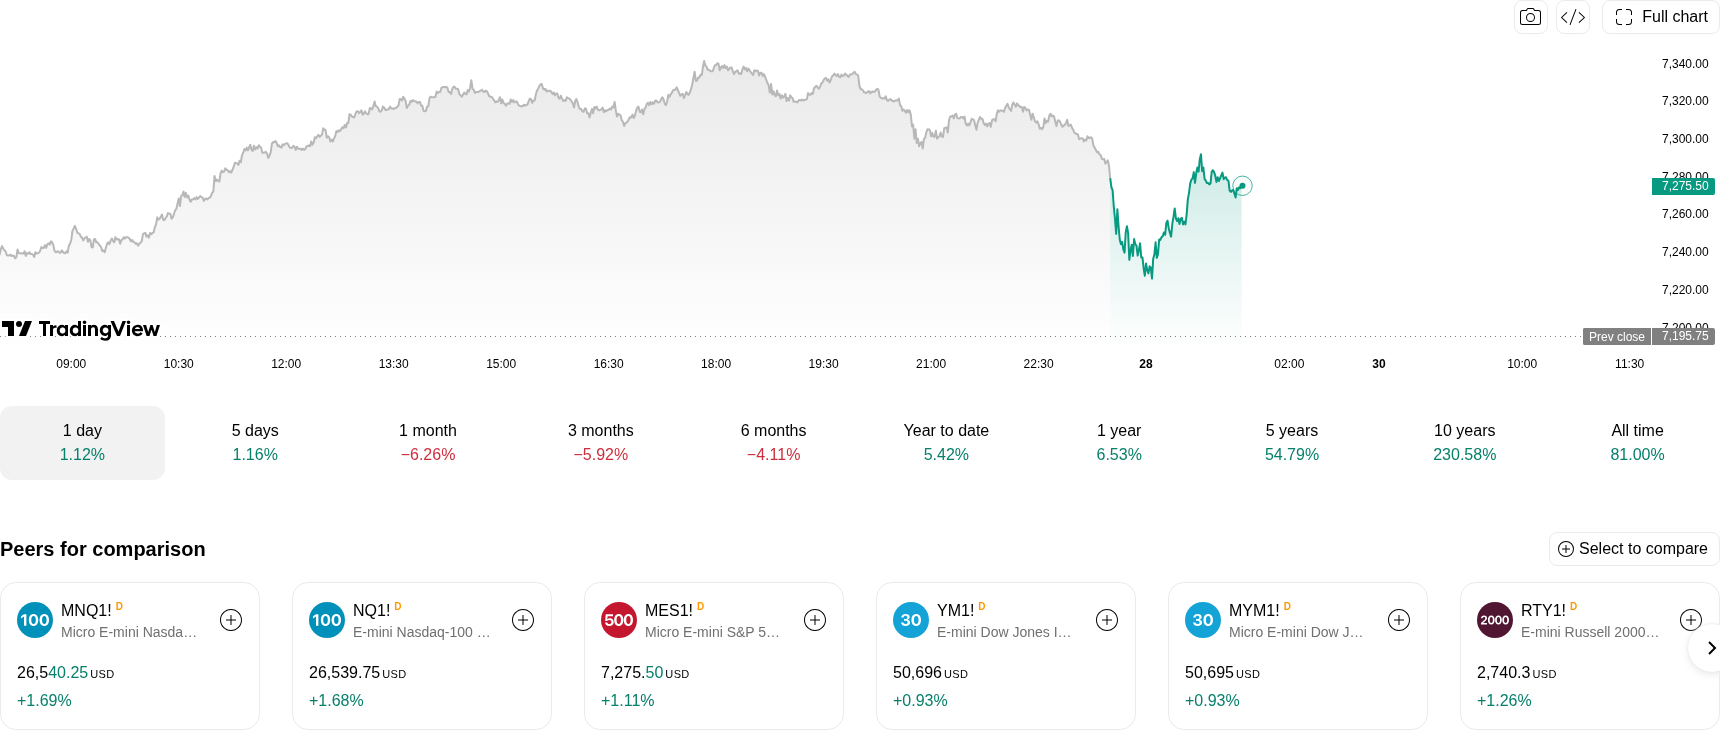 Full chart
7,340.00
7,320.00
7,300.00
7,280.00
7,275.50
7,260.00
7,240.00
7,220.00
7,200.00
Prev close 7,195.75
TradingView
09:00 10:30 12:00 13:30 15:00 16:30 18:00 19:30 21:00 22:30 28 02:00 30 10:00 11:30
1 day 5 days 1 month 3 months 6 months Year to date 1 year 5 years 10 years All time
1.12% 1.16% −6.26% −5.92% −4.11% 5.42% 6.53% 54.79% 230.58% 81.00%
Peers for comparison
Select to compare
100 MNQ1! D
Micro E-mini Nasda…
26,540.25 USD
+1.69%
100 NQ1! D
E-mini Nasdaq-100 …
26,539.75 USD
+1.68%
500 MES1! D
Micro E-mini S&P 5…
7,275.50 USD
+1.11%
30 YM1! D
E-mini Dow Jones I…
50,696 USD
+0.93%
30 MYM1! D
Micro E-mini Dow J…
50,695 USD
+0.93%
2000 RTY1! D
E-mini Russell 2000…
2,740.3 USD
+1.26%